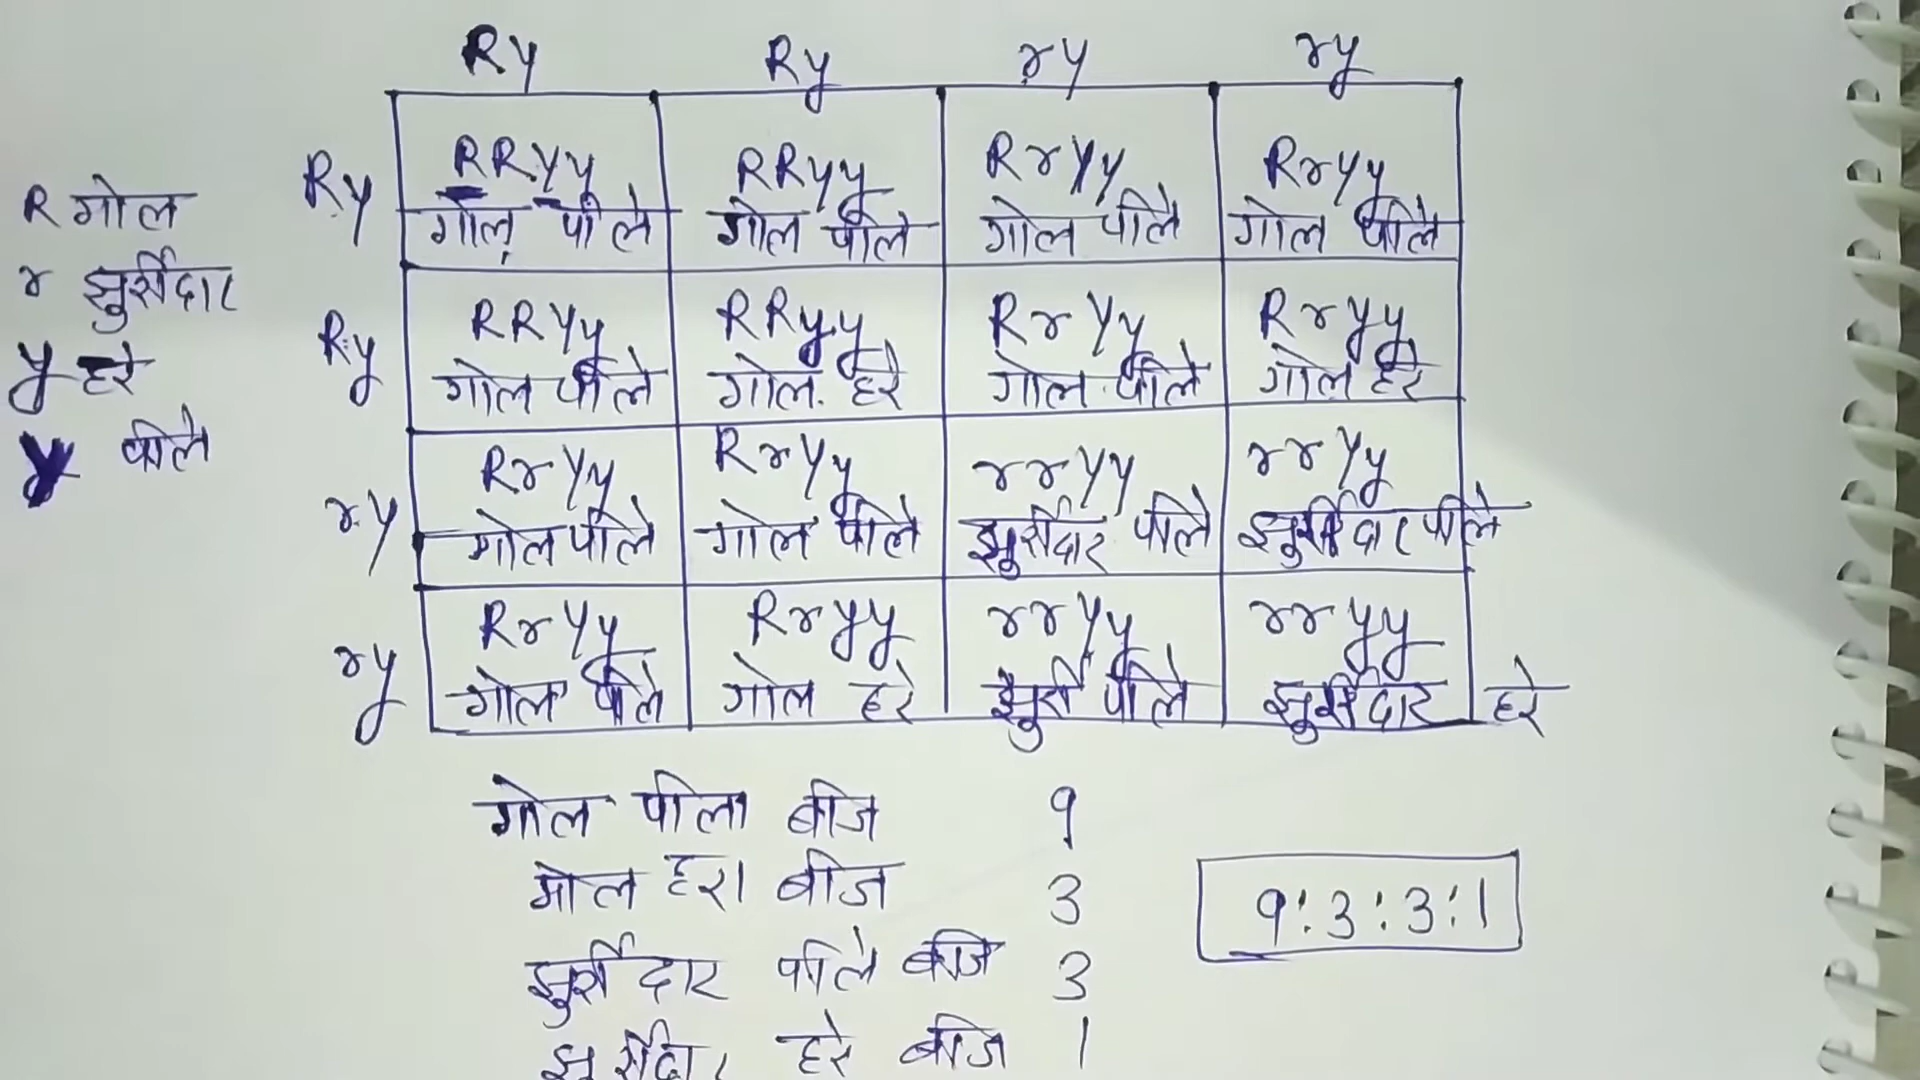 RY Ry rY ry
R गोल
r झुर्रीदार
y हरे
Y पीले
RY RRYY RRYy RrYY RrYy
गोल पीले गोल पीले गोल पीले गोल पीले
Ry RRYy RRyy RrYy Rryy
गोल पीले गोल हरे गोल पीले गोल हरे
rY RrYy RrYy rrYY rrYy
गोल पीले गोल पीले झुर्रीदार पीले झुर्रीदार पीले
ry RrYy Rryy rrYy rryy
गोल पीले गोल हरे झुर्री पीले झुर्रीदार हरे
गोल पीला बीज 9
गोल हरा बीज 3
झुर्रीदार पीले बीज 3
झुर्रीदार हरे बीज 1
9:3:3:1